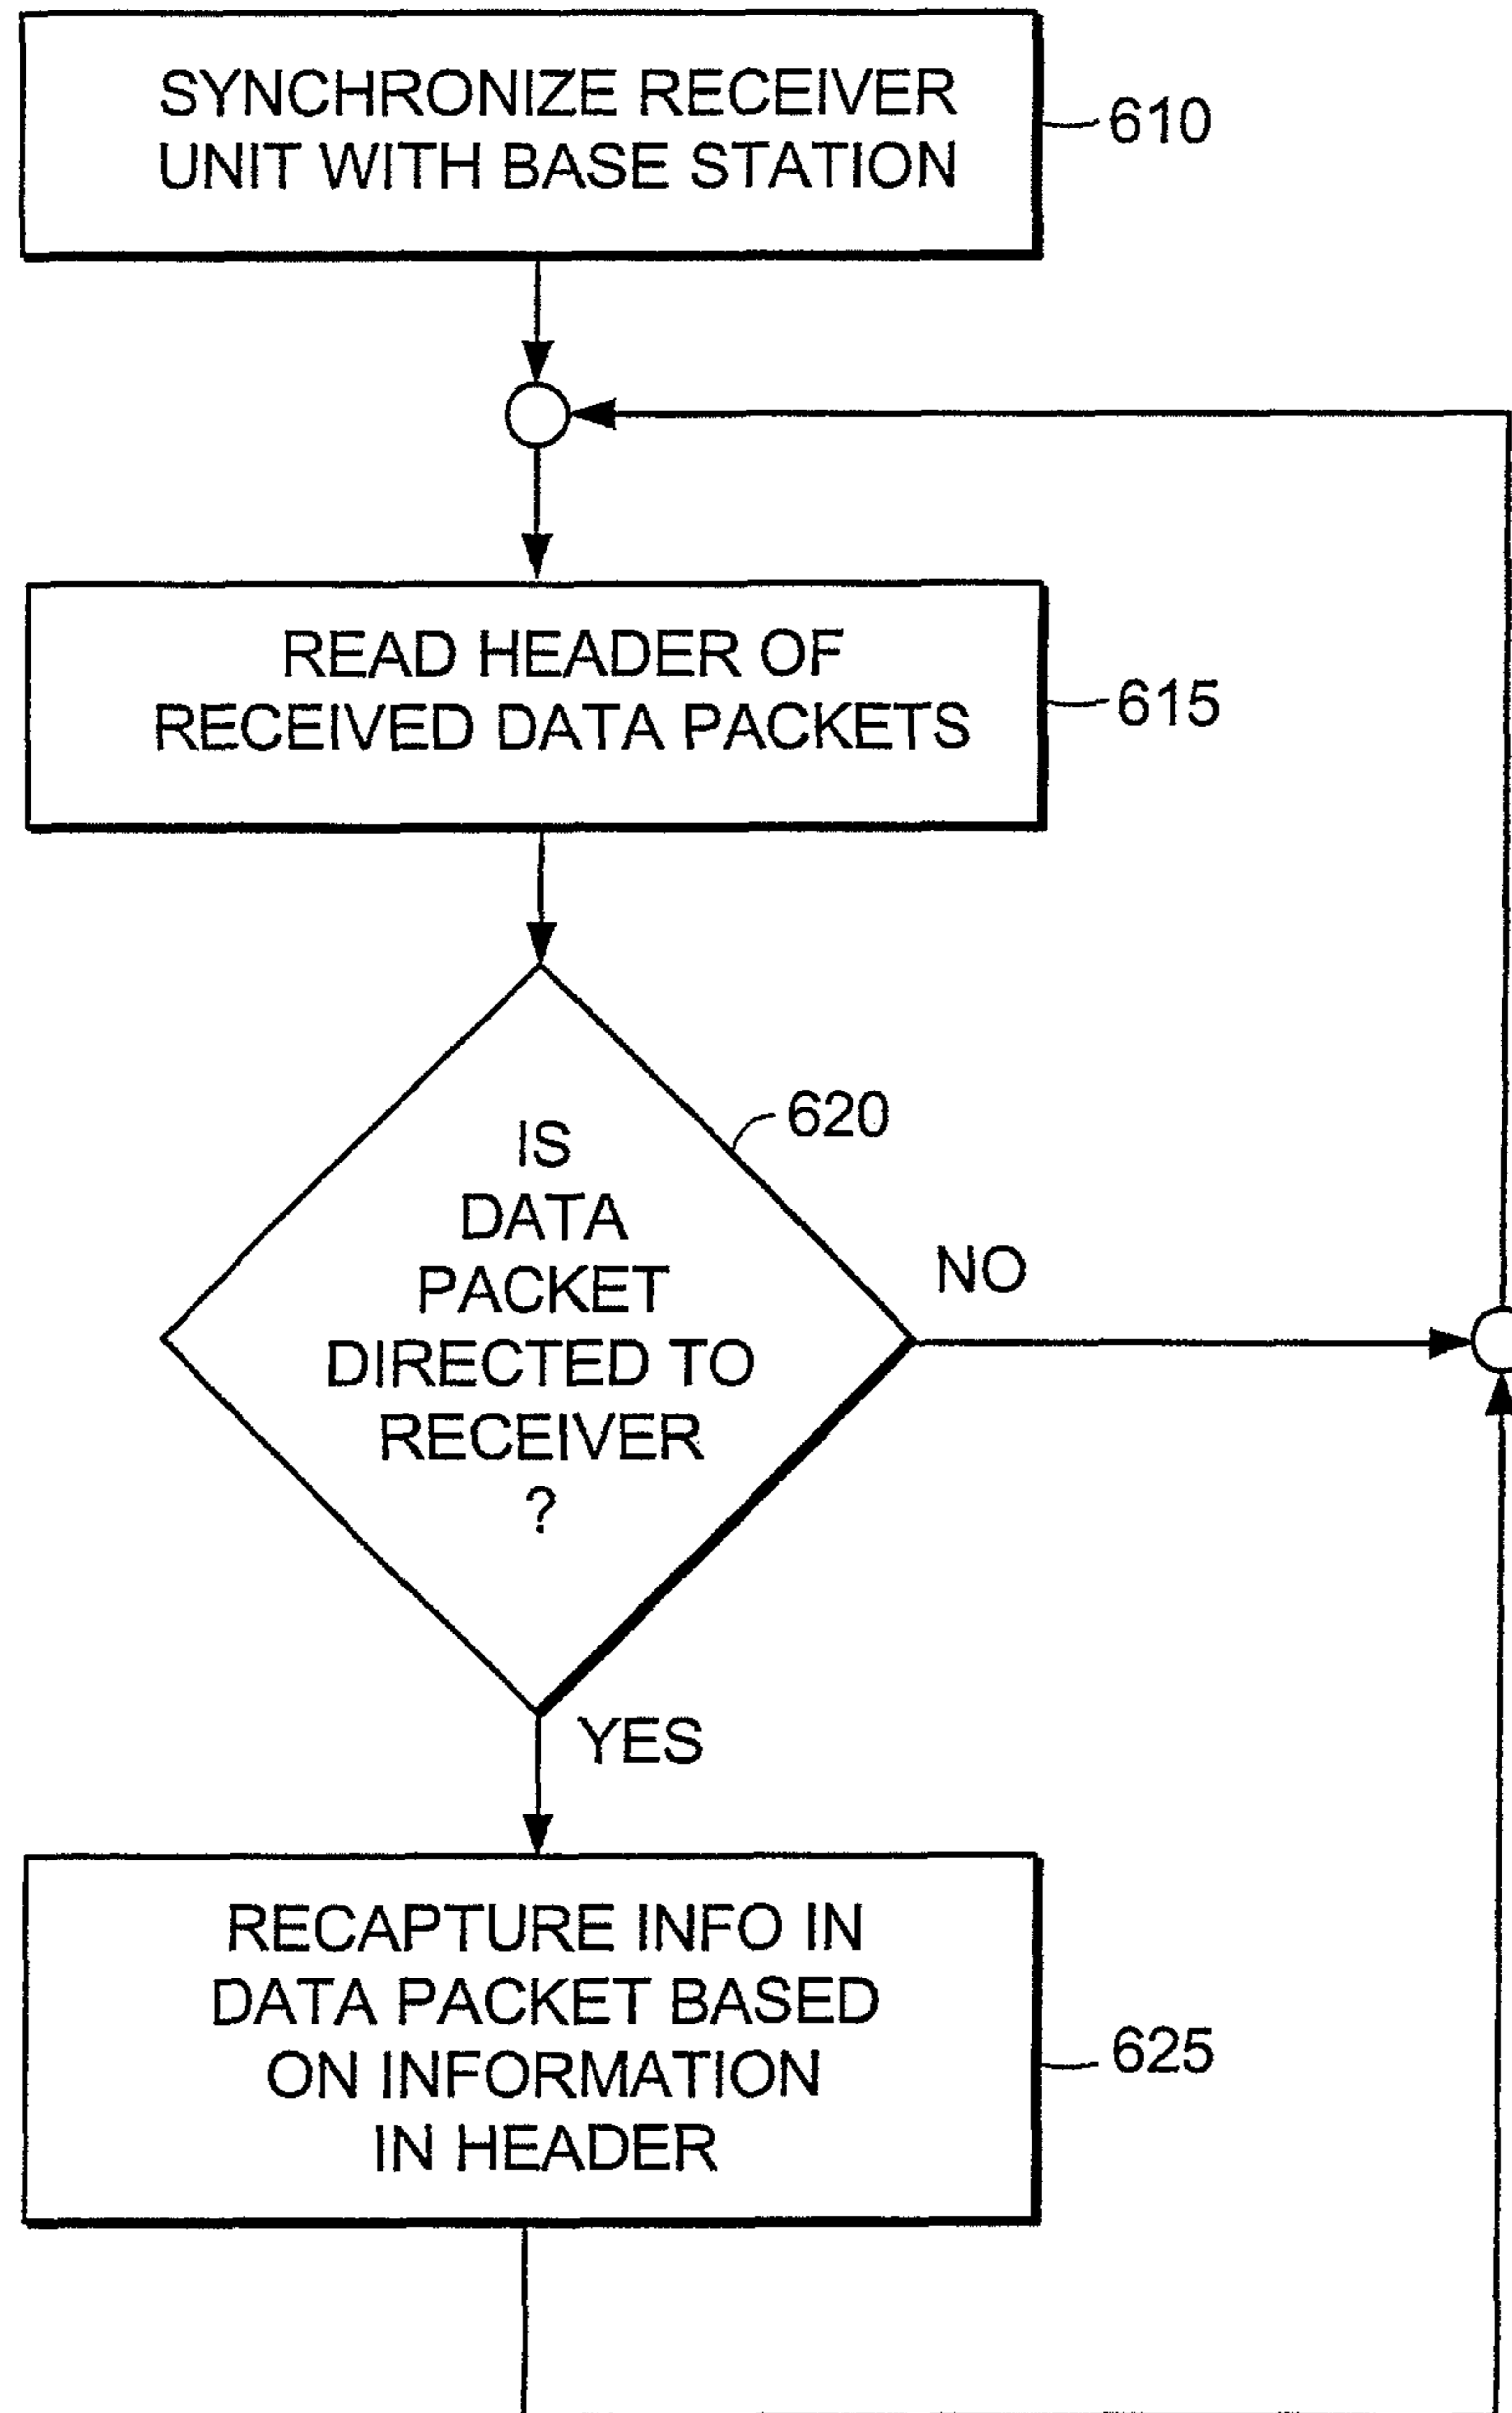 SYNCHRONIZE RECEIVER
UNIT WITH BASE STATION
610
READ HEADER OF
RECEIVED DATA PACKETS
615
620
IS
DATA
PACKET
DIRECTED TO
RECEIVER
?
NO
YES
RECAPTURE INFO IN
DATA PACKET BASED
ON INFORMATION
IN HEADER
625